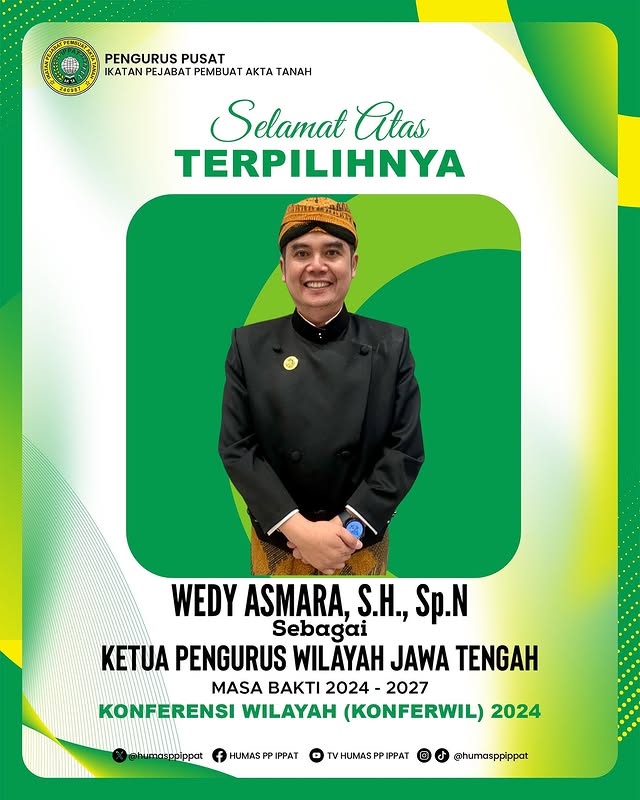 PENGURUS PUSAT
IKATAN PEJABAT PEMBUAT AKTA TANAH
Selamat Atas
TERPILIHNYA
WEDY ASMARA, S.H., Sp.N
Sebagai
KETUA PENGURUS WILAYAH JAWA TENGAH
MASA BAKTI 2024 - 2027
KONFERENSI WILAYAH (KONFERWIL) 2024
@humasppippat HUMAS PP IPPAT TV HUMAS PP IPPAT @humasppippat